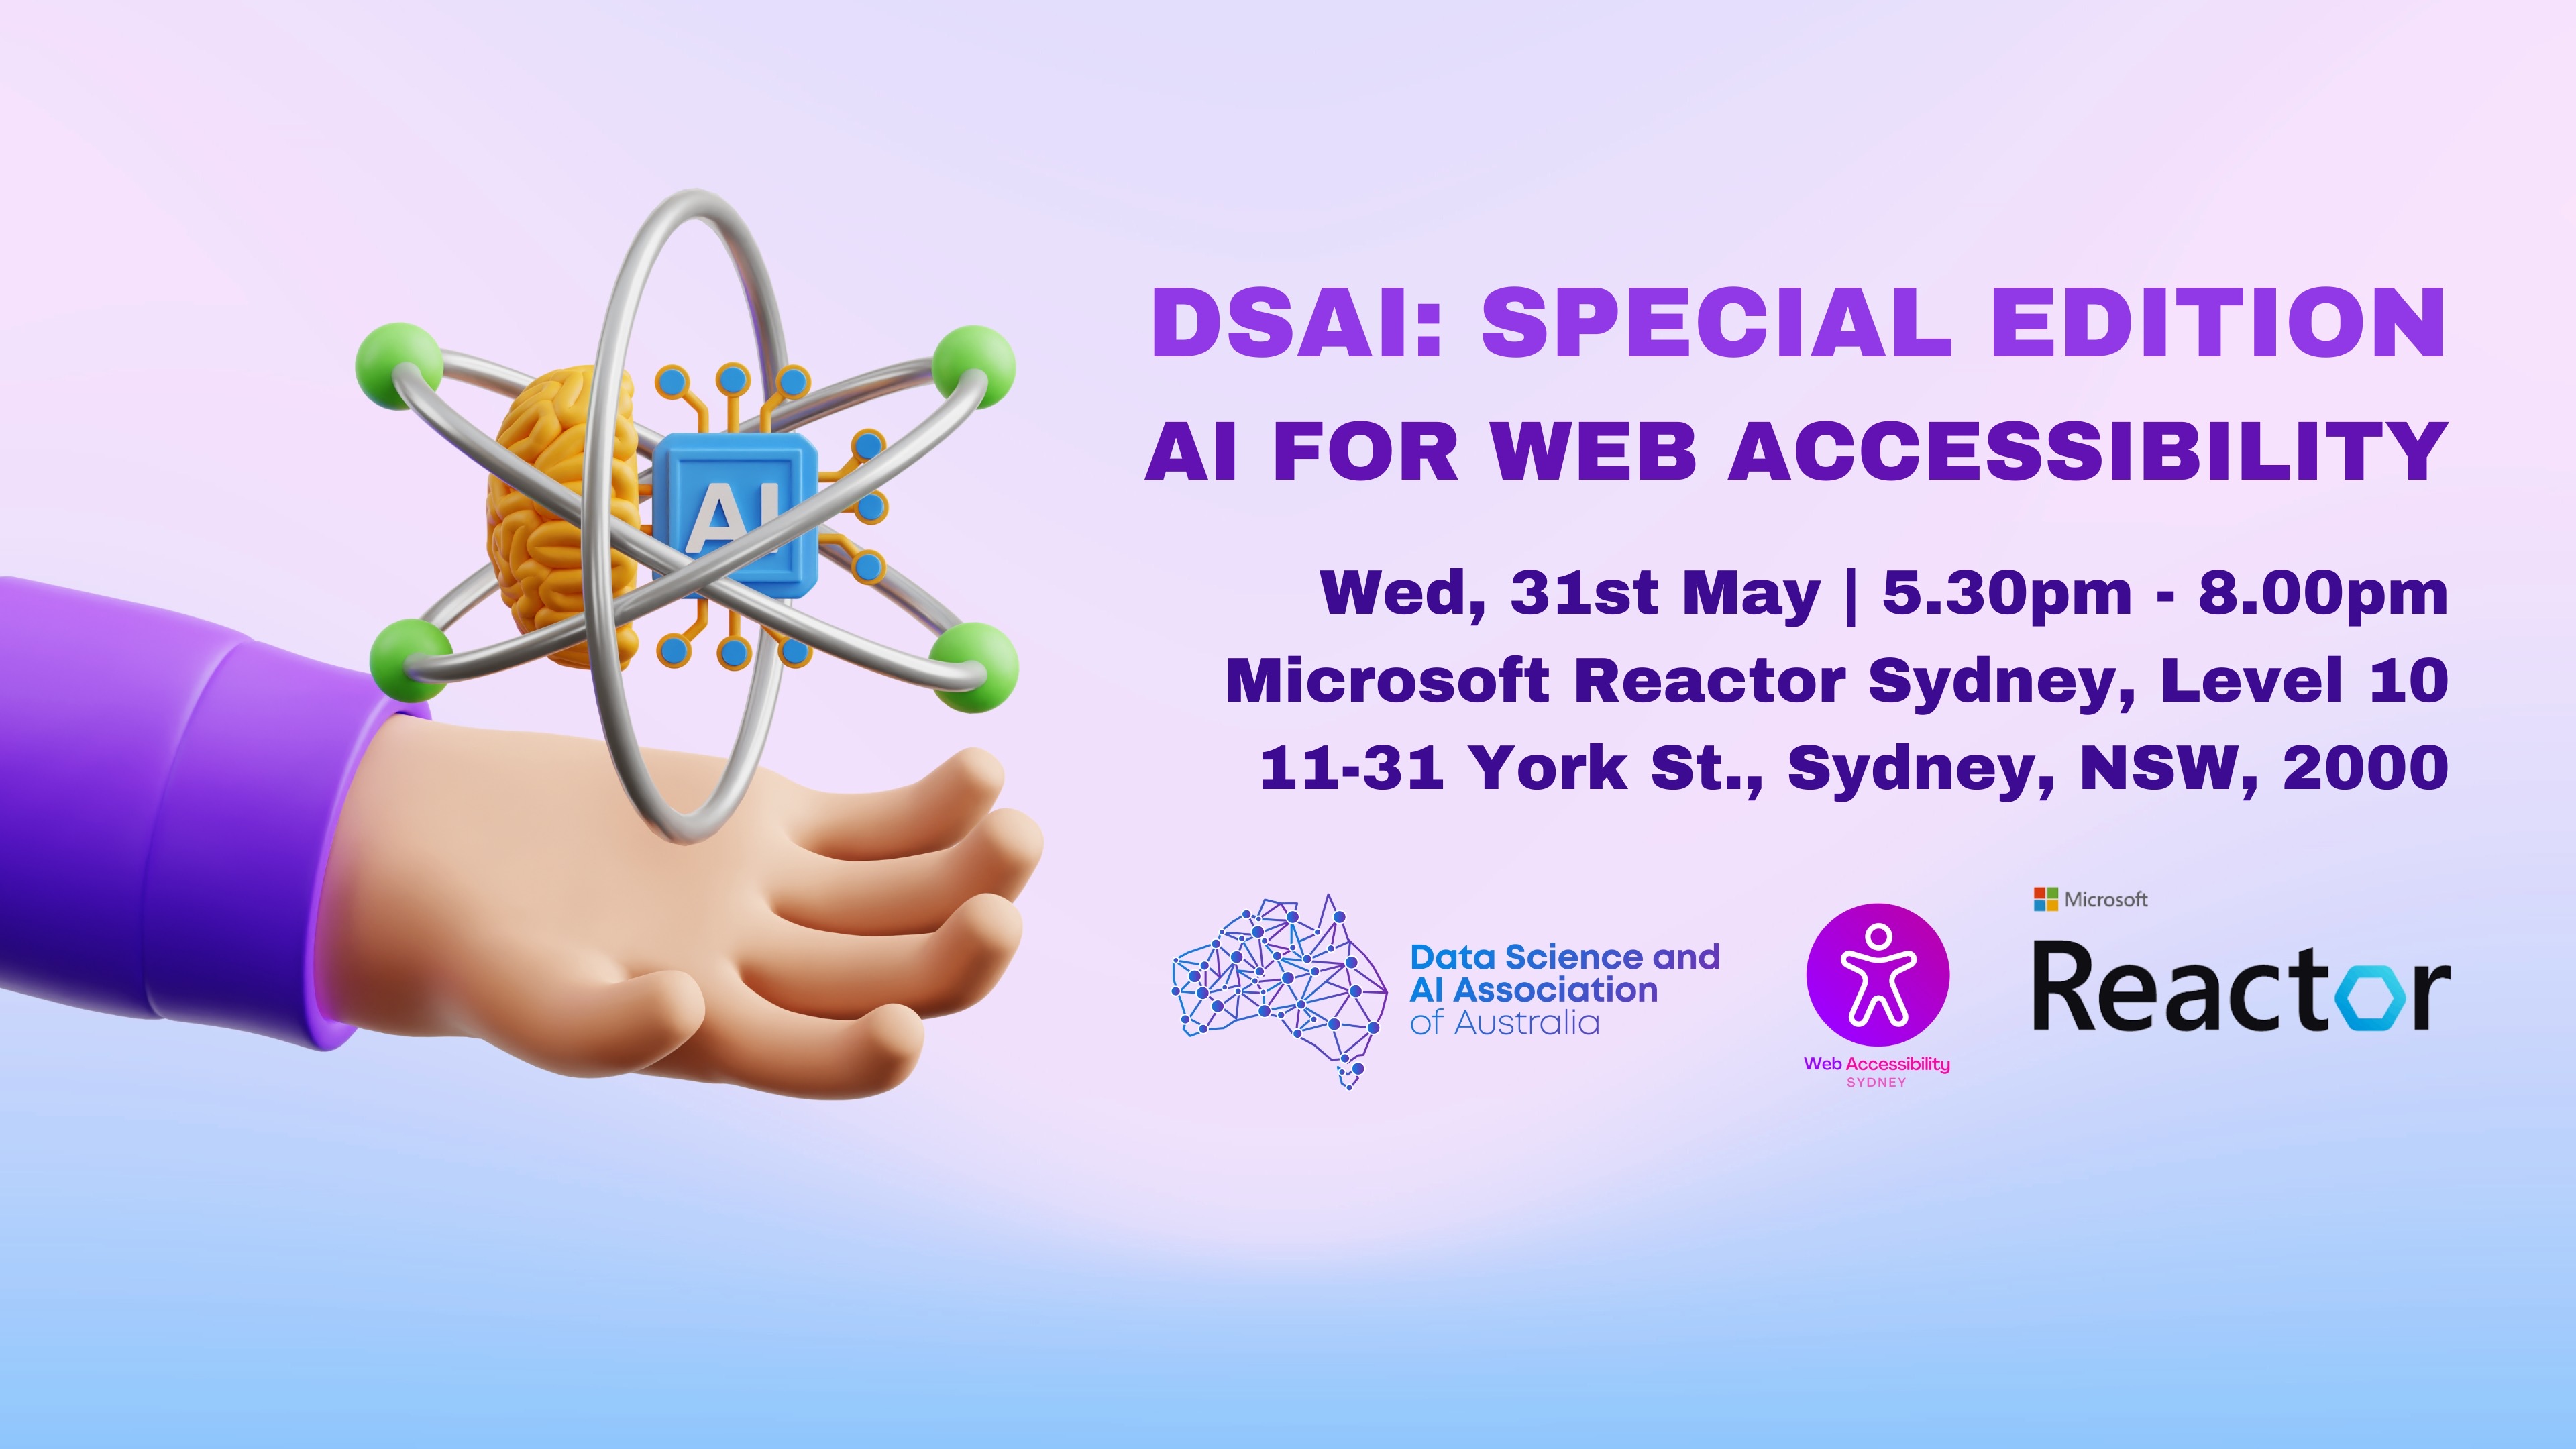 AI
DSAI: SPECIAL EDITION
AI FOR WEB ACCESSIBILITY
Wed, 31st May | 5.30pm - 8.00pm
Microsoft Reactor Sydney, Level 10
11-31 York St., Sydney, NSW, 2000
Data Science and
AI Association
of Australia
Web Accessibility
SYDNEY
Microsoft
Reactor